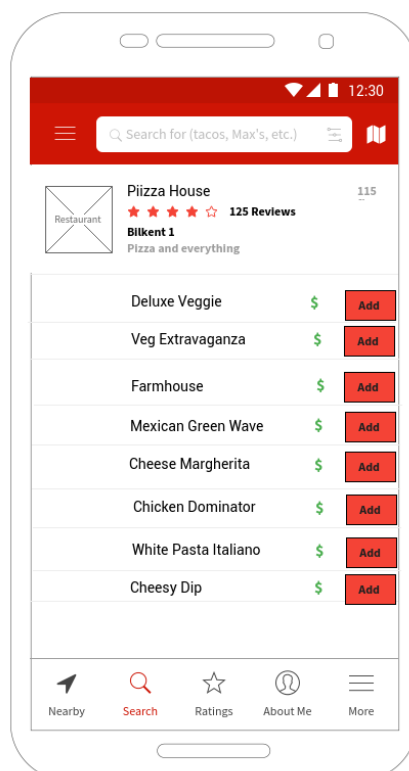 12:30
Search for (tacos, Max's, etc.)
Restaurant
Piizza House
115
125 Reviews
Bilkent 1
Pizza and everything
Deluxe Veggie $ Add
Veg Extravaganza $ Add
Farmhouse $ Add
Mexican Green Wave $ Add
Cheese Margherita $ Add
Chicken Dominator $ Add
White Pasta Italiano $ Add
Cheesy Dip $ Add
Nearby Search Ratings About Me More